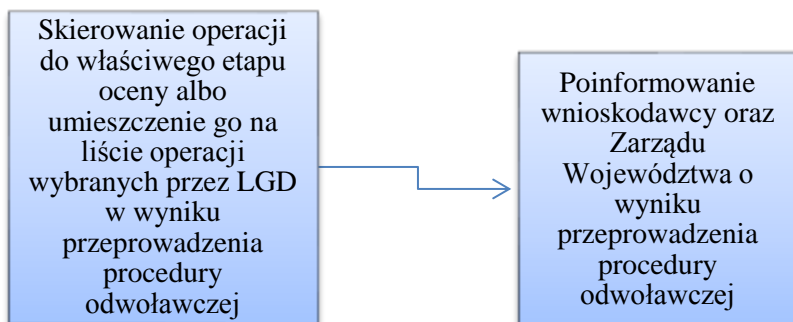 Skierowanie operacji
do właściwego etapu
oceny albo
umieszczenie go na
liście operacji
wybranych przez LGD
w wyniku
przeprowadzenia
procedury
odwoławczej
Poinformowanie
wnioskodawcy oraz
Zarządu
Województwa o
wyniku
przeprowadzenia
procedury
odwoławczej